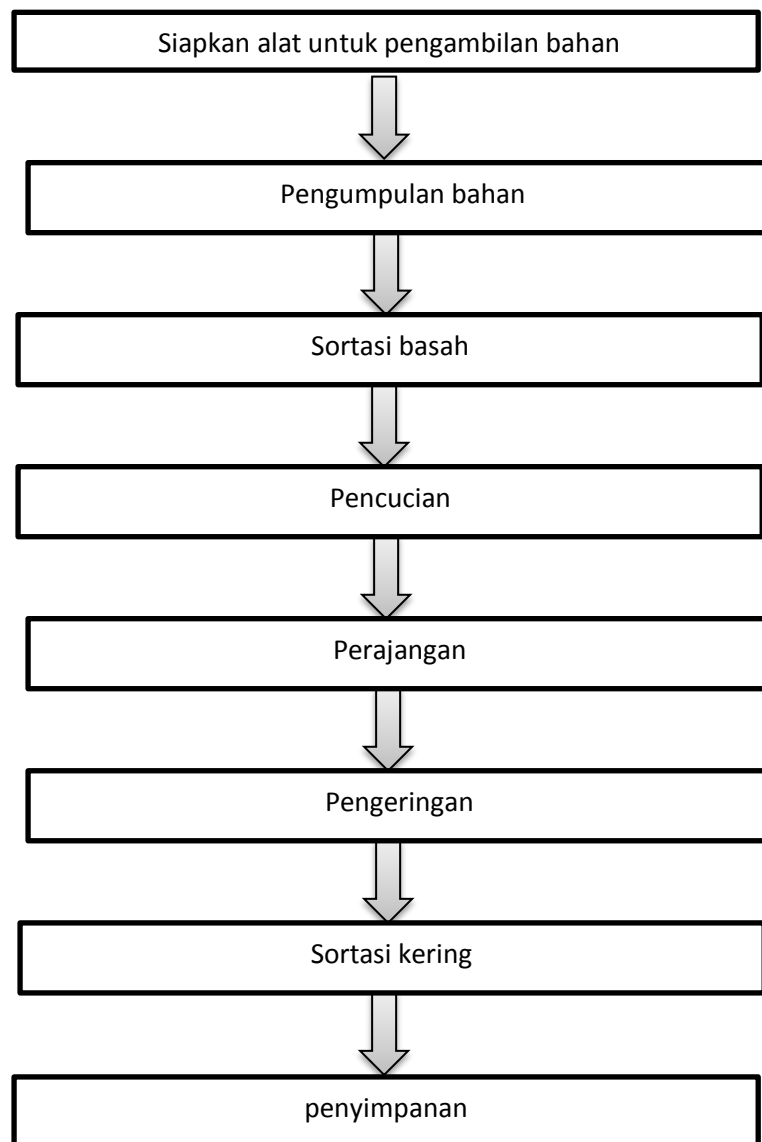 Siapkan alat untuk pengambilan bahan
Pengumpulan bahan
Sortasi basah
Pencucian
Perajangan
Pengeringan
Sortasi kering
penyimpanan